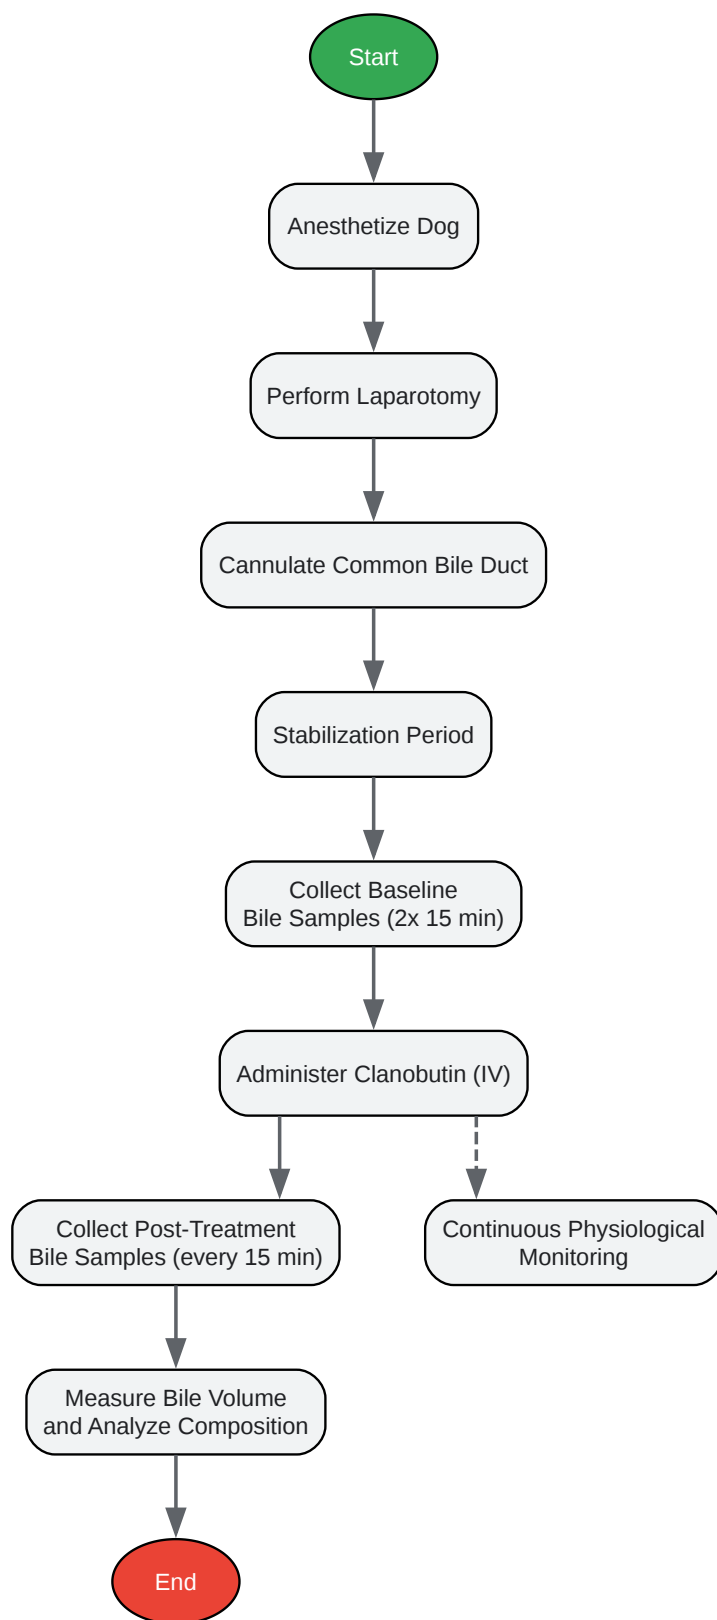 Start
Anesthetize Dog
Perform Laparotomy
Cannulate Common Bile Duct
Stabilization Period
Collect Baseline
Bile Samples (2x 15 min)
Administer Clanobutin (IV)
Collect Post-Treatment
Bile Samples (every 15 min)
Continuous Physiological
Monitoring
Measure Bile Volume
and Analyze Composition
End